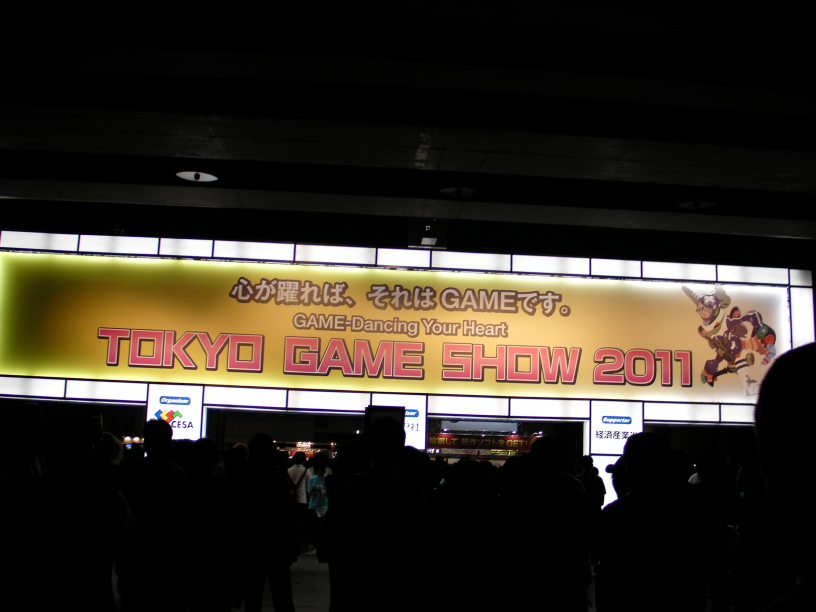 心が躍れば、それはGAMEです。
GAME-Dancing Your Heart
TOKYO GAME SHOW 2011
Organizer
CESA
Supporter
経済産業